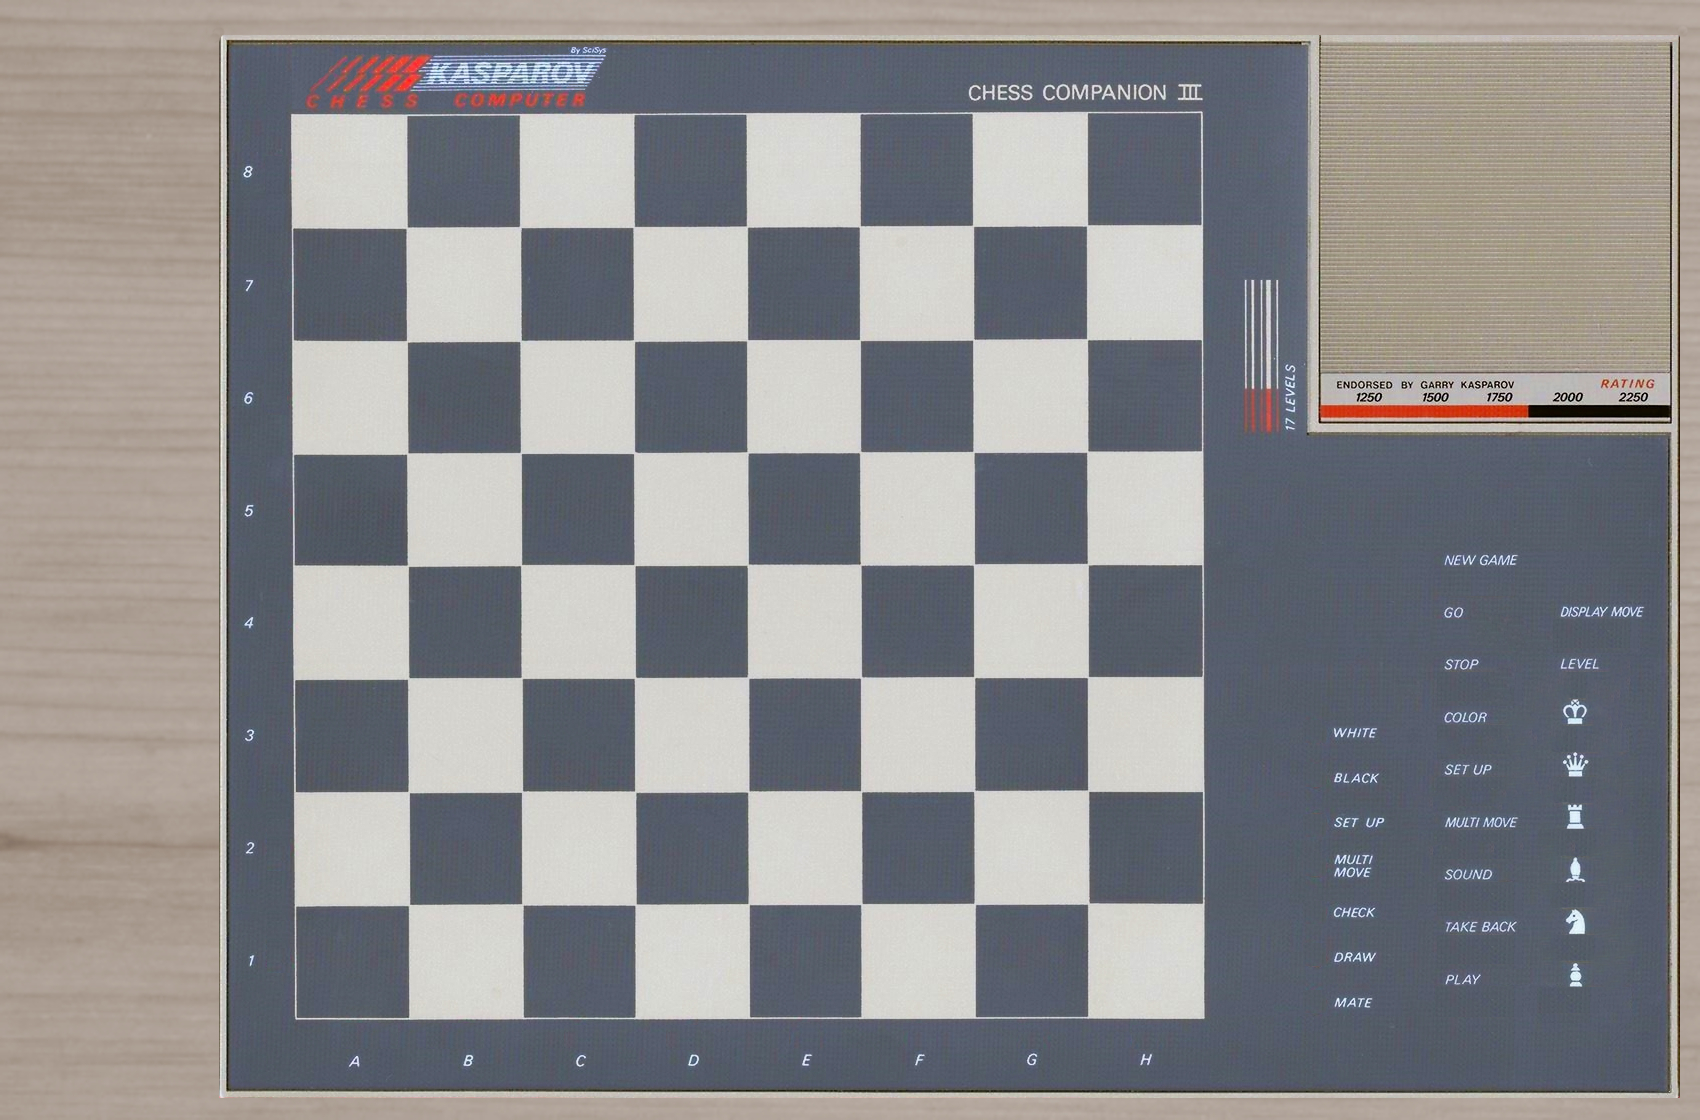 By SciSys
KASPAROV
CHESS COMPUTER
CHESS COMPANION III
8
7
6
5
4
3
2
1
A B C D E F G H
17 LEVELS
ENDORSED BY GARRY KASPAROV RATING
1250 1500 1750 2000 2250
NEW GAME
GO DISPLAY MOVE
STOP LEVEL
COLOR
WHITE
SET UP
BLACK
MULTI MOVE
SET UP
SOUND
MULTI
MOVE
TAKE BACK
CHECK
PLAY
DRAW
MATE